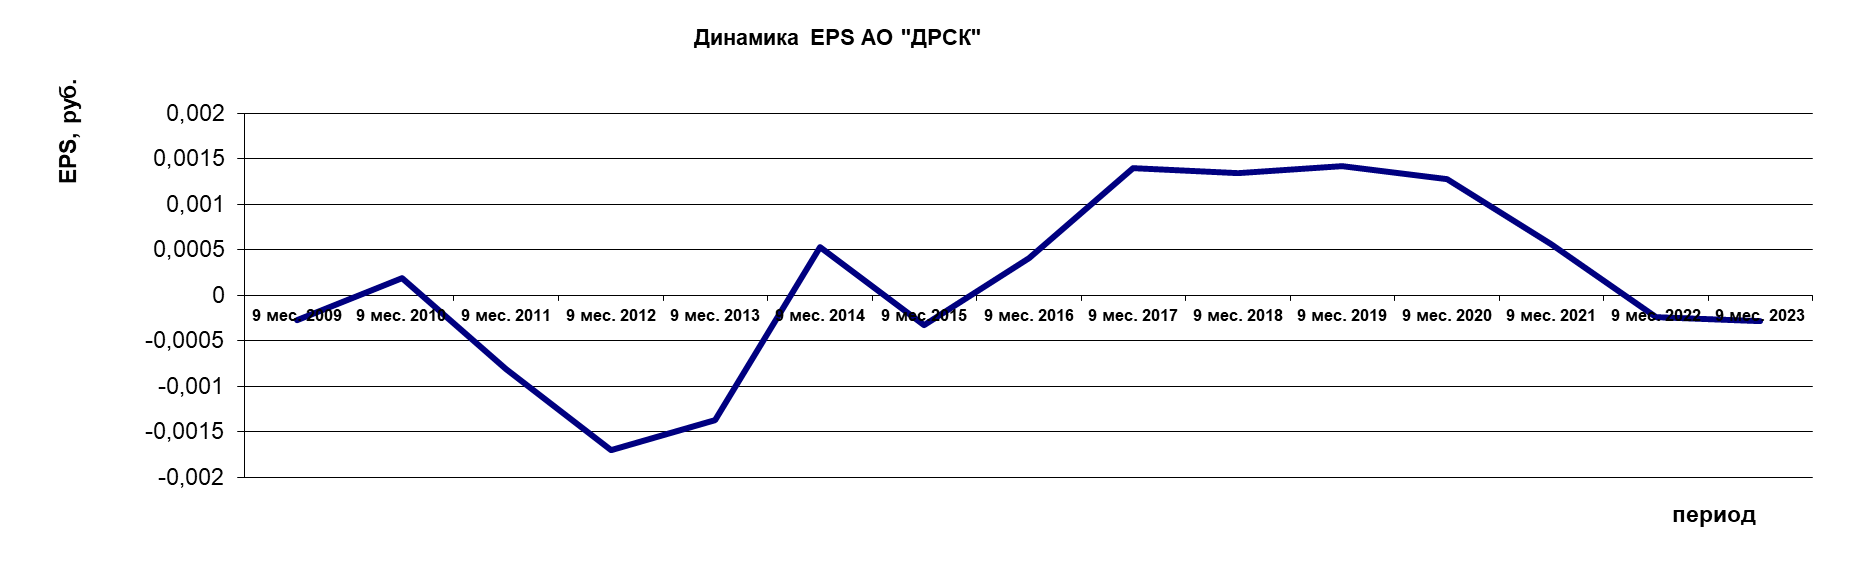 Динамика EPS АО "ДРСК"
EPS, руб.
0,002
0,0015
0,001
0,0005
0
-0,0005
-0,001
-0,0015
-0,002
9 мес. 2009 9 мес. 2010 9 мес. 2011 9 мес. 2012 9 мес. 2013 9 мес. 2014 9 мес. 2015 9 мес. 2016 9 мес. 2017 9 мес. 2018 9 мес. 2019 9 мес. 2020 9 мес. 2021 9 мес. 2022 9 мес. 2023
период